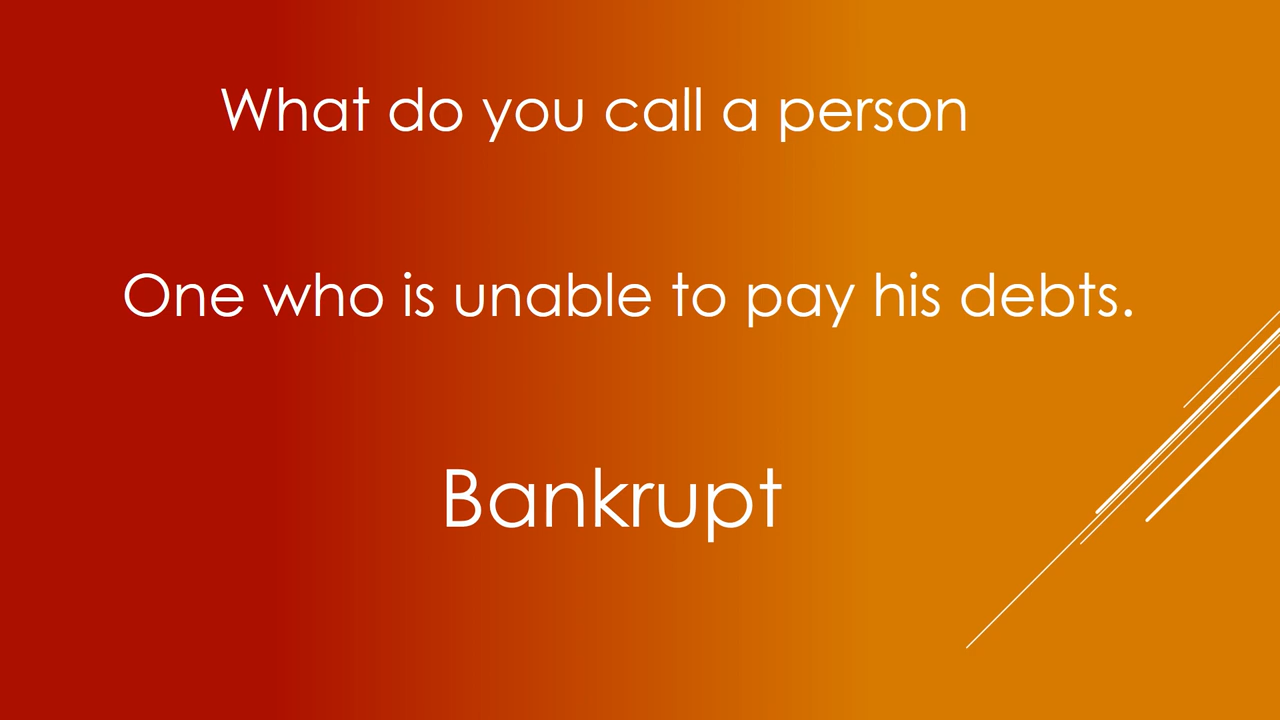 What do you call a person
One who is unable to pay his debts.
Bankrupt